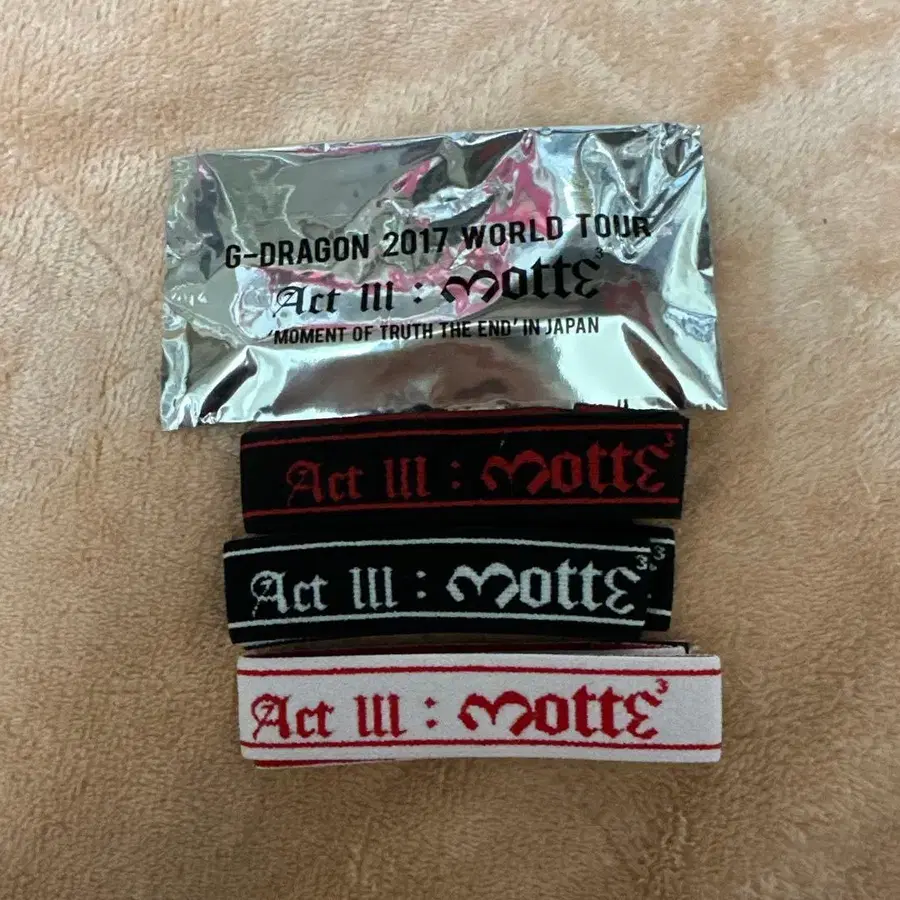 G-DRAGON 2017 WORLD TOUR
Act III : Motte³
'MOMENT OF TRUTH THE END' IN JAPAN
Act III : Motte³
Act III : Motte³
Act III : Motte³